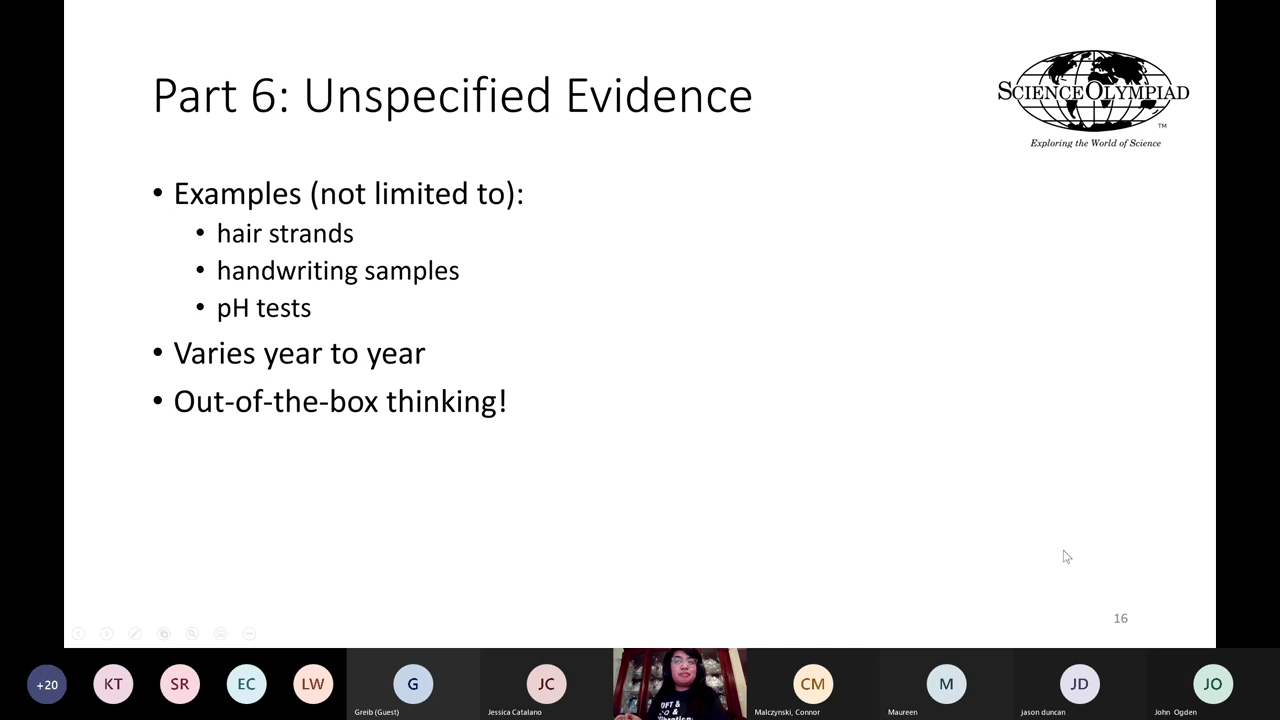 Part 6: Unspecified Evidence
SCIENCEOLYMPIAD
TM
Exploring the World of Science
• Examples (not limited to):
• hair strands
• handwriting samples
• pH tests
• Varies year to year
• Out-of-the-box thinking!
16
+20
KT
SR
EC
LW
G
JC
CM
M
JD
JO
Greib (Guest)
Jessica Catalano
Malczynski, Connor
Maureen
jason duncan
John Ogden